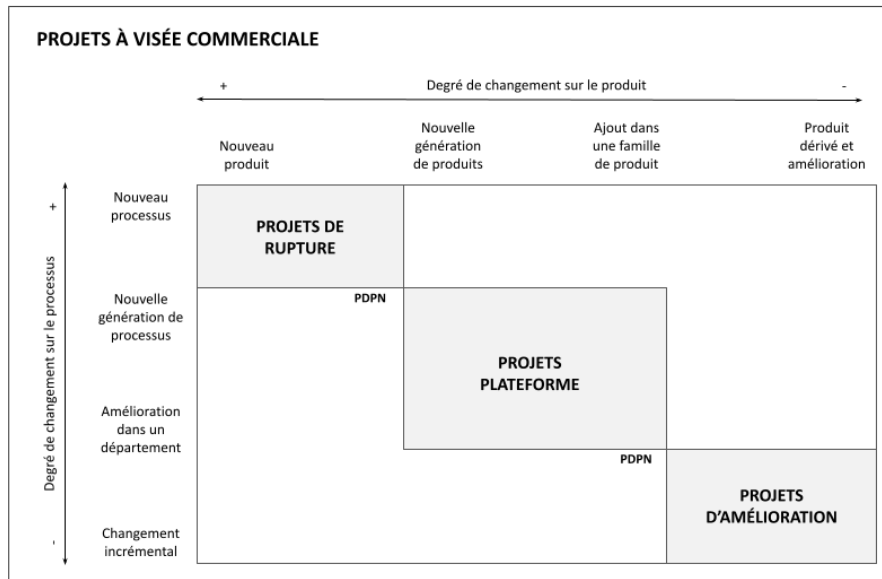 PROJETS À VISÉE COMMERCIALE
+
Degré de changement sur le produit
-
Nouveau
produit
Nouvelle
génération
de produits
Ajout dans
une famille
de produit
Produit
dérivé et
amélioration
Degré de changement sur le processus
+
-
Nouveau
processus
Nouvelle
génération de
processus
Amélioration
dans un
département
Changement
incrémental
PROJETS DE
RUPTURE
PDPN
PROJETS
PLATEFORME
PDPN
PROJETS
D’AMÉLIORATION